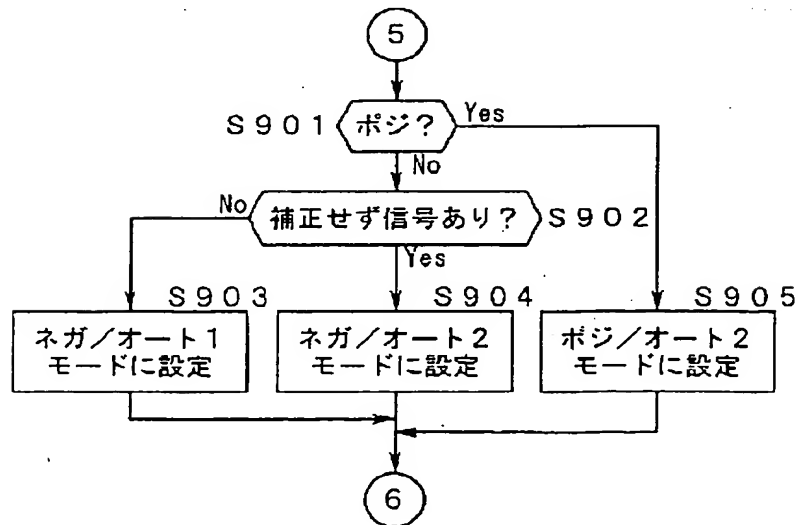 5
S901
ポジ?
Yes
No
No
補正せず信号あり?
S902
Yes
S903
S904
S905
ネガ/オート1
モードに設定
ネガ/オート2
モードに設定
ポジ/オート2
モードに設定
6